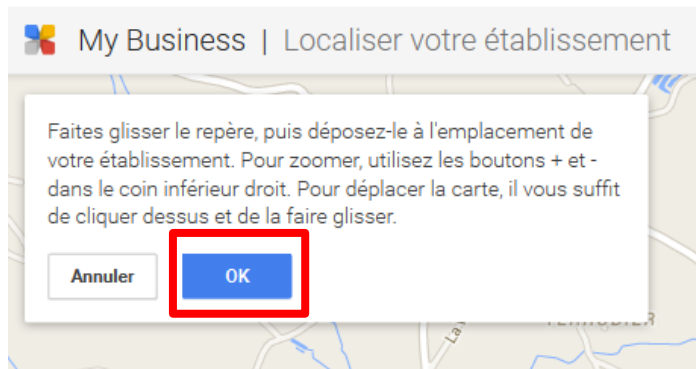 My Business | Localiser votre établissement
Faites glisser le repère, puis déposez-le à l'emplacement de
votre établissement. Pour zoomer, utilisez les boutons + et -
dans le coin inférieur droit. Pour déplacer la carte, il vous suffit
de cliquer dessus et de la faire glisser.
Annuler
OK
La